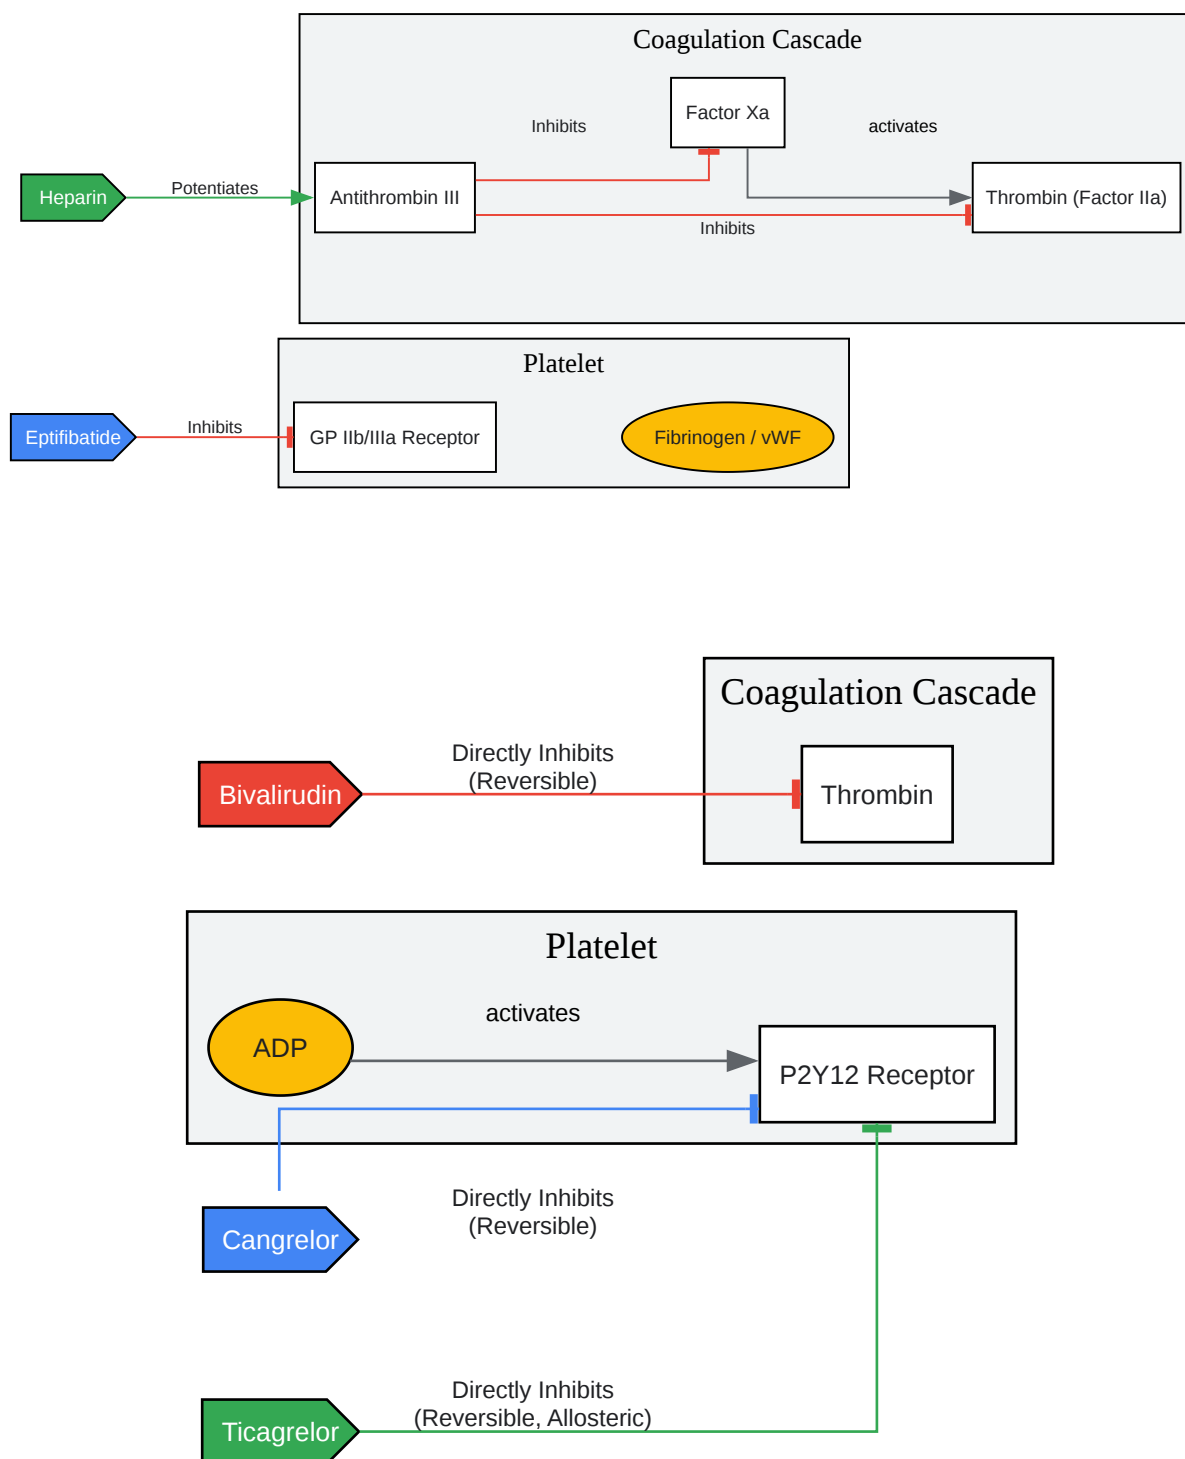 Coagulation Cascade
Factor Xa
Inhibits
activates
Heparin
Potentiates
Antithrombin III
Thrombin (Factor IIa)
Inhibits
Platelet
Eptifibatide
Inhibits
GP IIb/IIIa Receptor
Fibrinogen / vWF
Coagulation Cascade
Directly Inhibits
(Reversible)
Bivalirudin
Thrombin
Platelet
activates
ADP
P2Y12 Receptor
Directly Inhibits
(Reversible)
Cangrelor
Directly Inhibits
(Reversible, Allosteric)
Ticagrelor